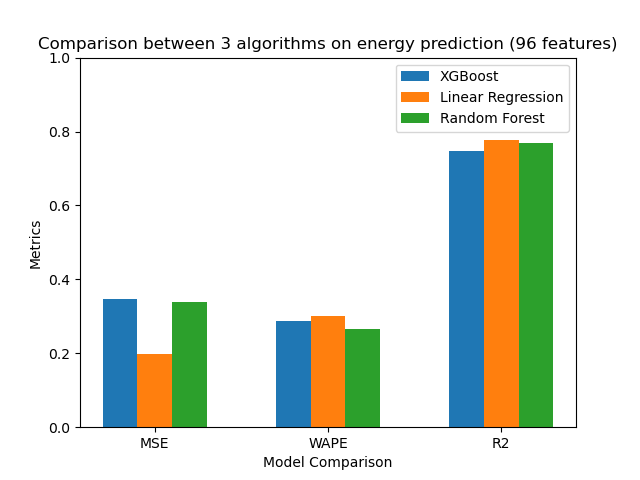 Comparison between 3 algorithms on energy prediction (96 features)
1.0
0.8
0.6
0.4
0.2
0.0
Metrics
XGBoost
Linear Regression
Random Forest
MSE WAPE R2
Model Comparison